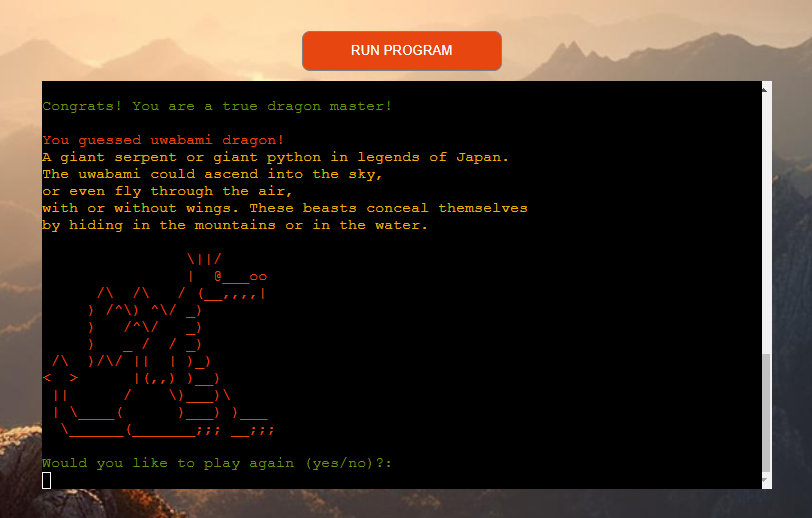 RUN PROGRAM
Congrats! You are a true dragon master!
You guessed uwabami dragon!
A giant serpent or giant python in legends of Japan.
The uwabami could ascend into the sky,
or even fly through the air,
with or without wings. These beasts conceal themselves
by hiding in the mountains or in the water.
                \||/
                |  @___oo
      /\  /\   / (__,,,,|
     ) /^\) ^\/ _)
     )   /^\/   _)
     )   _ /  / _)
 /\  )/\/ ||  | )_)
<  >      |(,,) )__)
 ||      /    \)___)\
 | \____(      )___) )___
  \______(_______;;; __;;;
Would you like to play again (yes/no)?: